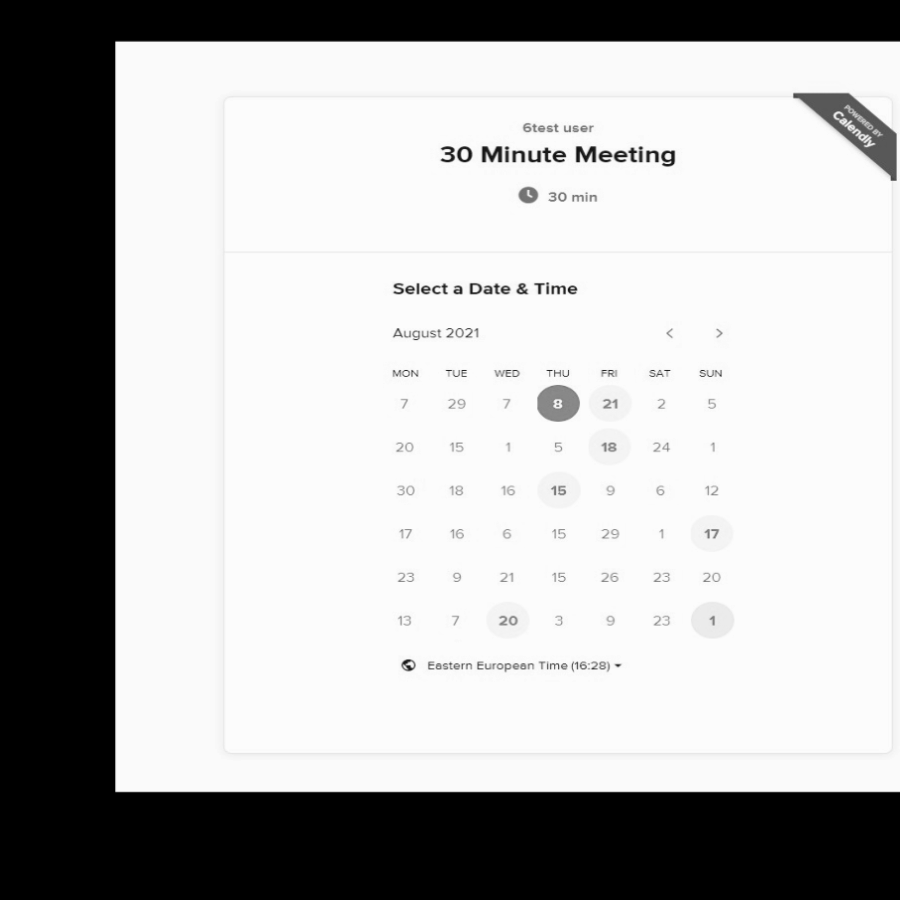 POWERED BY
Calendly
6test user
30 Minute Meeting
30 min
Select a Date & Time
August 2021
MON TUE WED THU FRI SAT SUN
7 29 7 8 21 2 5
20 15 1 5 18 24 1
30 18 16 15 9 6 12
17 16 6 15 29 1 17
23 9 21 15 26 23 20
13 7 20 3 9 23 1
Eastern European Time (16:28)